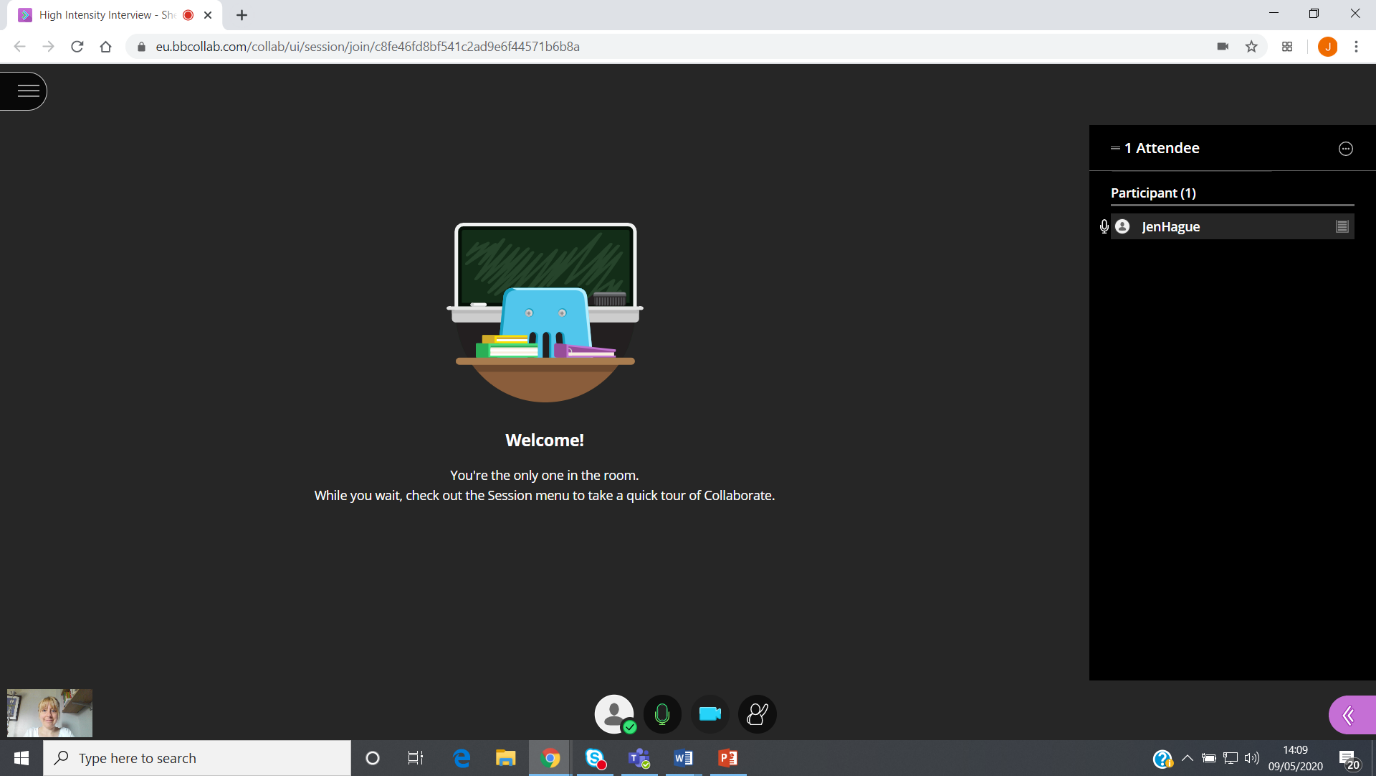 High Intensity Interview - She
eu.bbcollab.com/collab/ui/session/join/c8fe46fd8bf541c2ad9e6f44571b6b8a
J
1 Attendee
Participant (1)
JenHague
Welcome!
You're the only one in the room.
While you wait, check out the Session menu to take a quick tour of Collaborate.
Type here to search
14:09
09/05/2020
20